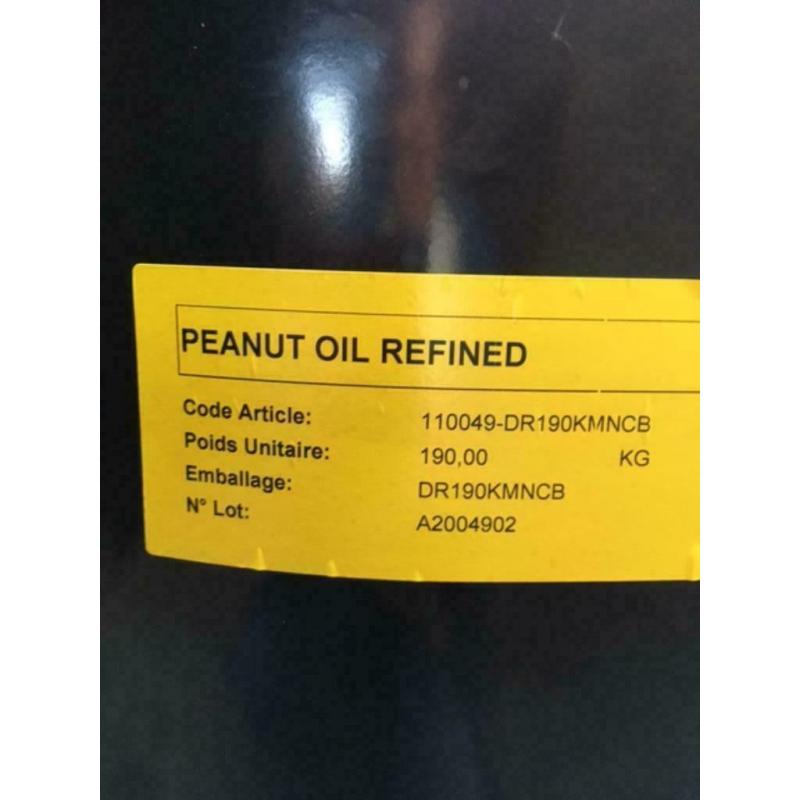 PEANUT OIL REFINED
Code Article: 110049-DR190KMNCB
Poids Unitaire: 190,00 KG
Emballage: DR190KMNCB
N° Lot: A2004902